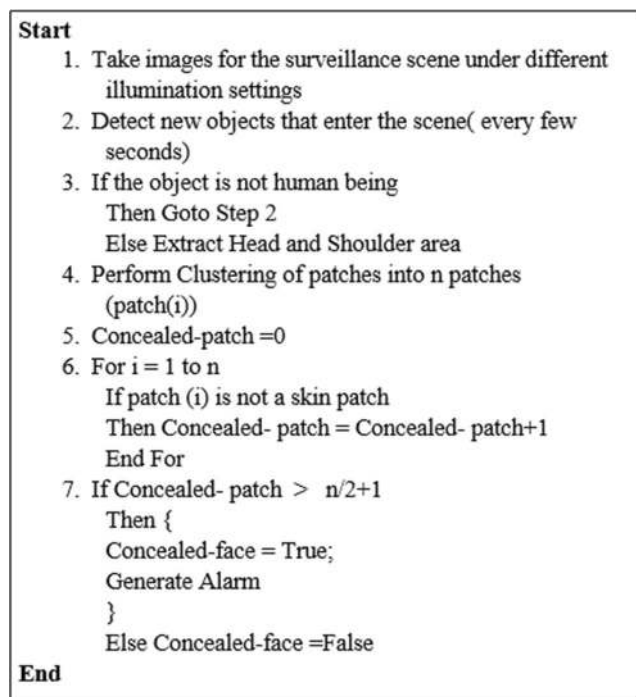 Start
1. Take images for the surveillance scene under different
illumination settings
2. Detect new objects that enter the scene( every few
seconds)
3. If the object is not human being
Then Goto Step 2
Else Extract Head and Shoulder area
4. Perform Clustering of patches into n patches
(patch(i))
5. Concealed-patch =0
6. For i = 1 to n
If patch (i) is not a skin patch
Then Concealed- patch = Concealed- patch+1
End For
7. If Concealed- patch > n/2+1
Then {
Concealed-face = True;
Generate Alarm
}
Else Concealed-face =False
End